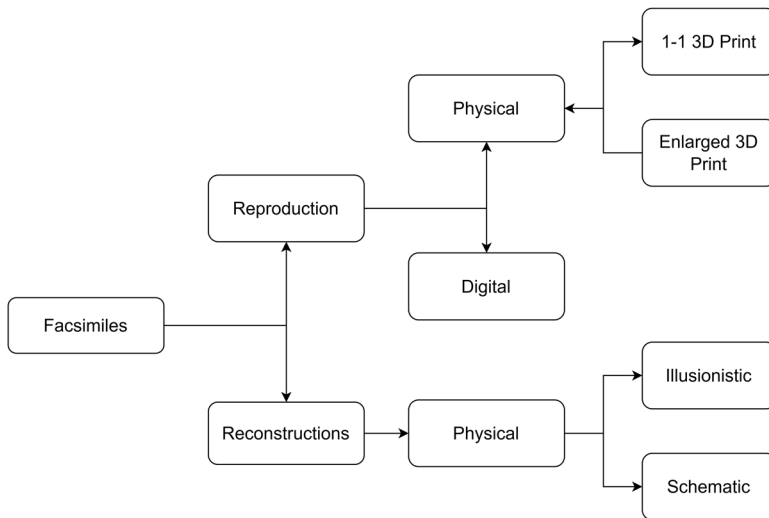 1-1 3D Print
Physical
Enlarged 3D
Print
Reproduction
Digital
Facsimiles
Illusionistic
Reconstructions
Physical
Schematic